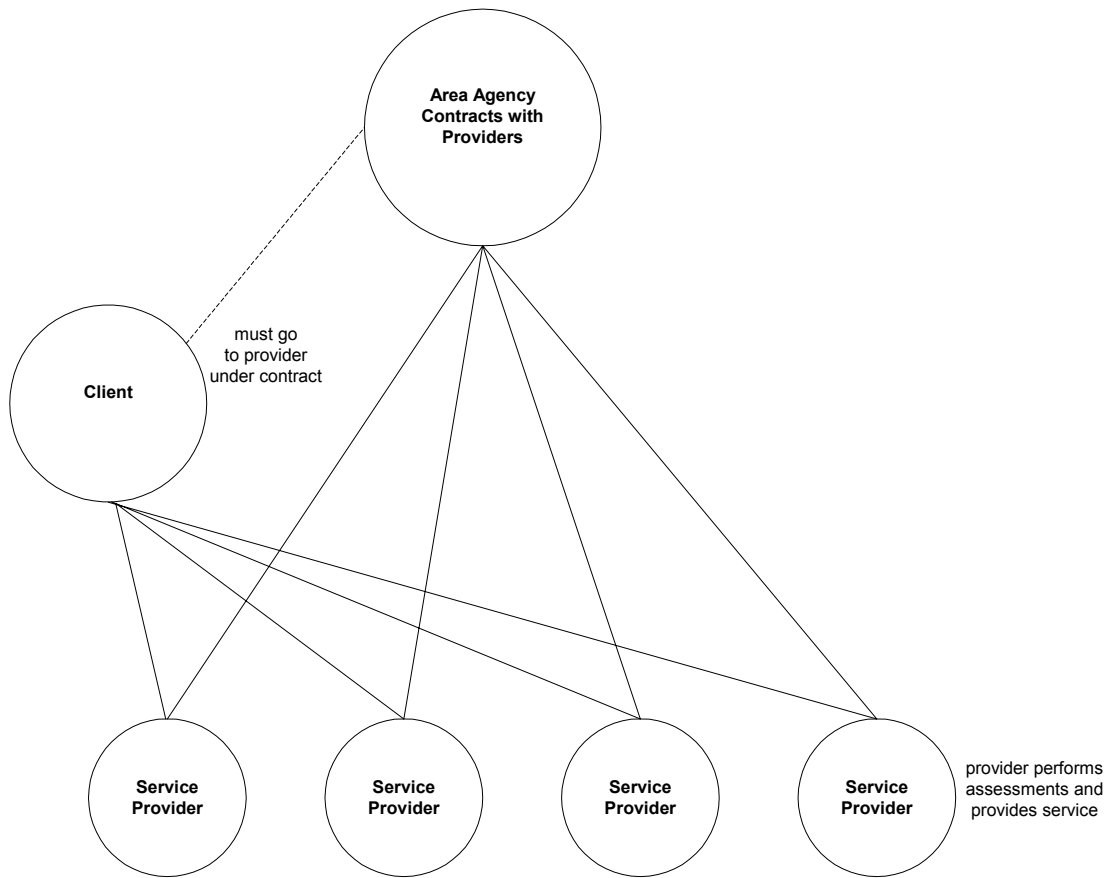 Area Agency
Contracts with
Providers
must go
to provider
under contract
Client
Service
Provider
Service
Provider
Service
Provider
Service
Provider
provider performs
assessments and
provides service